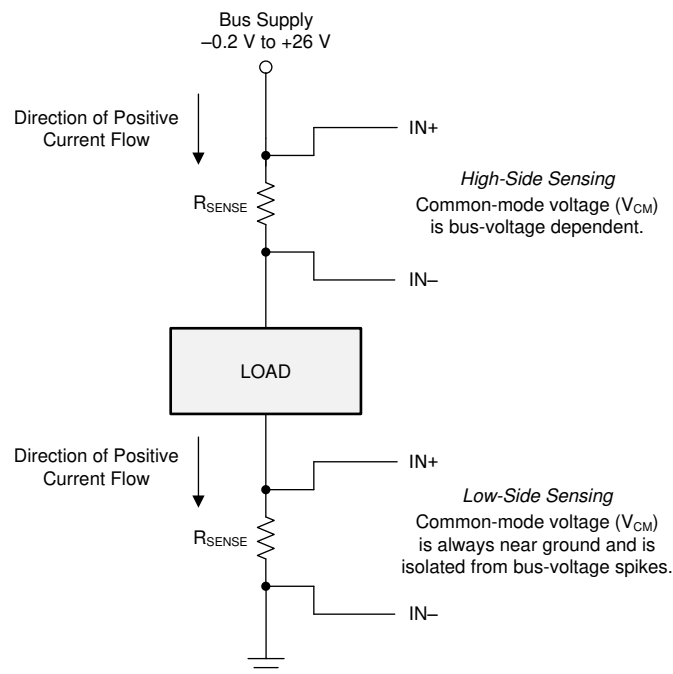 Bus Supply
–0.2 V to +26 V
Direction of Positive
Current Flow
IN+
RSENSE
High-Side Sensing
Common-mode voltage (VCM)
is bus-voltage dependent.
IN–
LOAD
Direction of Positive
Current Flow
IN+
RSENSE
Low-Side Sensing
Common-mode voltage (VCM)
is always near ground and is
isolated from bus-voltage spikes.
IN–